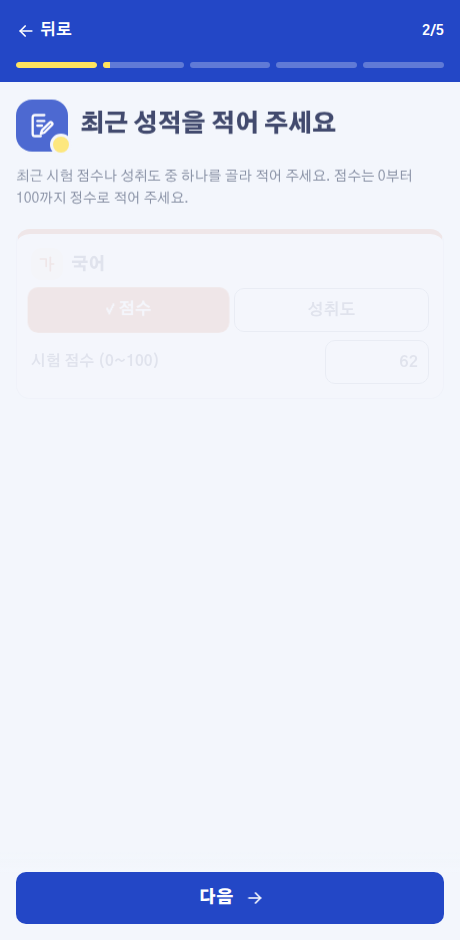 ← 뒤로
2/5
최근 성적을 적어 주세요
최근 시험 점수나 성취도 중 하나를 골라 적어 주세요. 점수는 0부터
100까지 정수로 적어 주세요.
가 국어
✓ 점수
성취도
시험 점수 (0~100)
62
다음 →